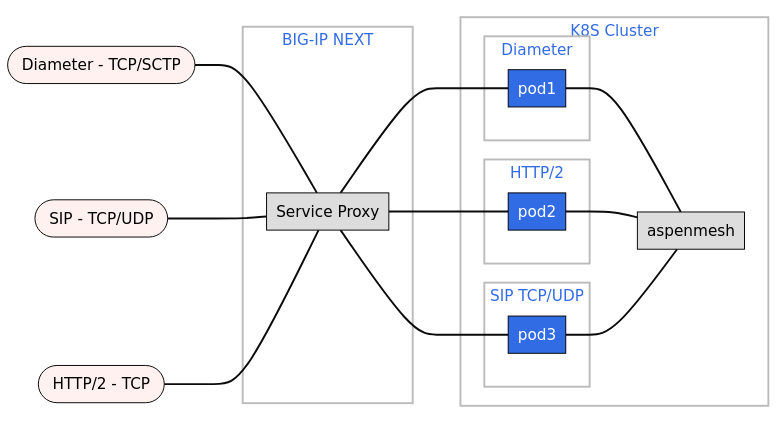 Diameter - TCP/SCTP
SIP - TCP/UDP
HTTP/2 - TCP
BIG-IP NEXT
Service Proxy
K8S Cluster
Diameter
pod1
HTTP/2
pod2
SIP TCP/UDP
pod3
aspenmesh